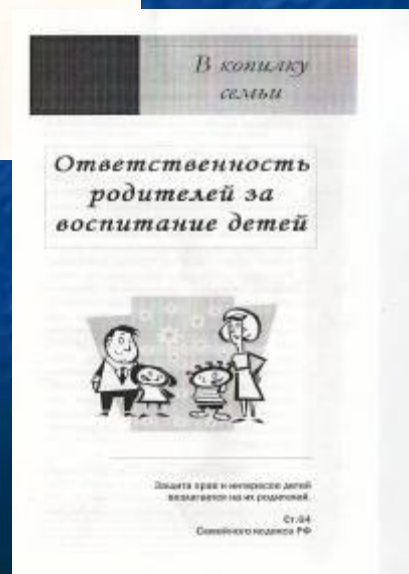 В копилку
семьи
Ответственность
родителей за
воспитание детей
Защита прав и интересов детей
возлагается на их родителей.
Ст.64
Семейного кодекса РФ